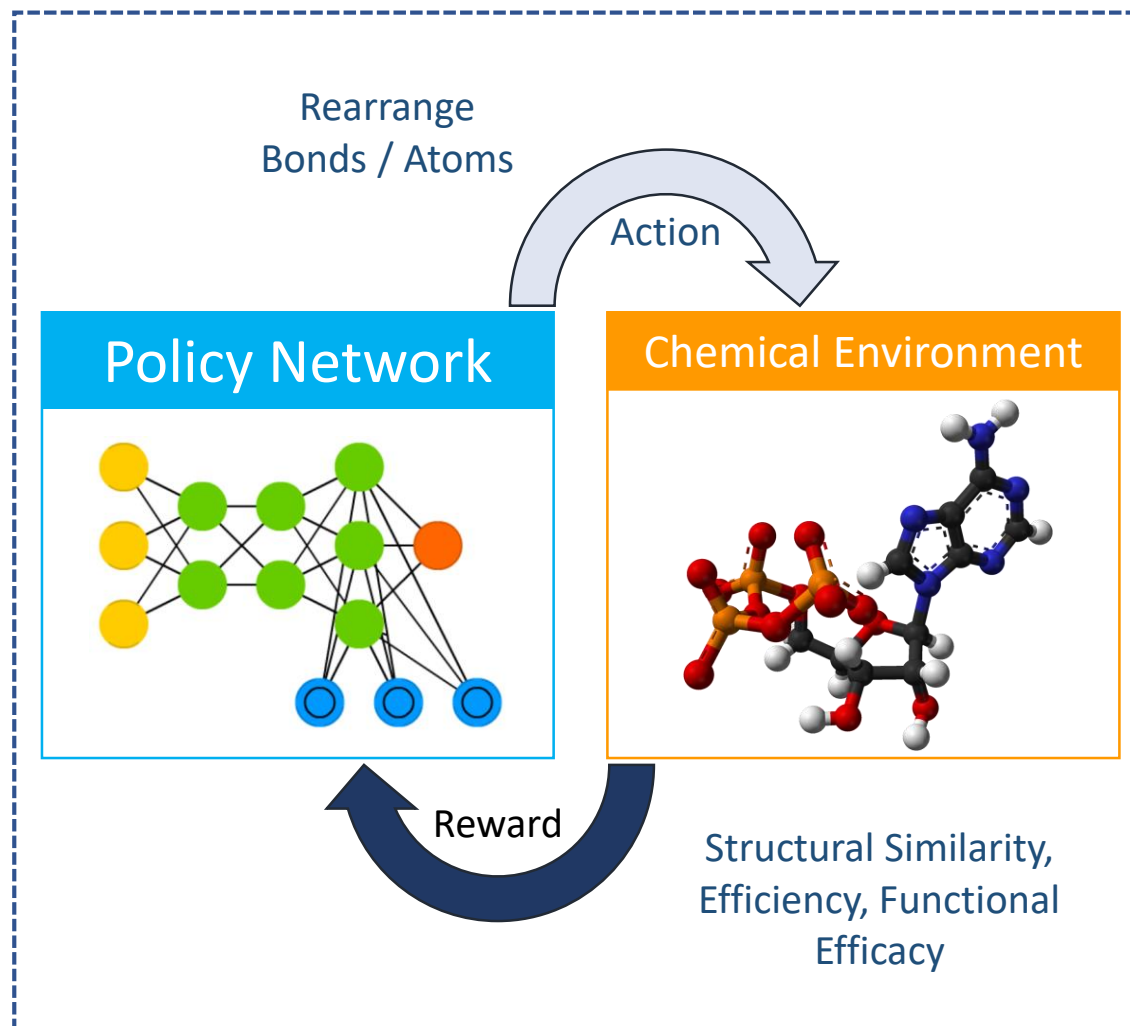 Rearrange
Bonds / Atoms
Action
Policy Network
Chemical Environment
Reward
Structural Similarity,
Efficiency, Functional
Efficacy